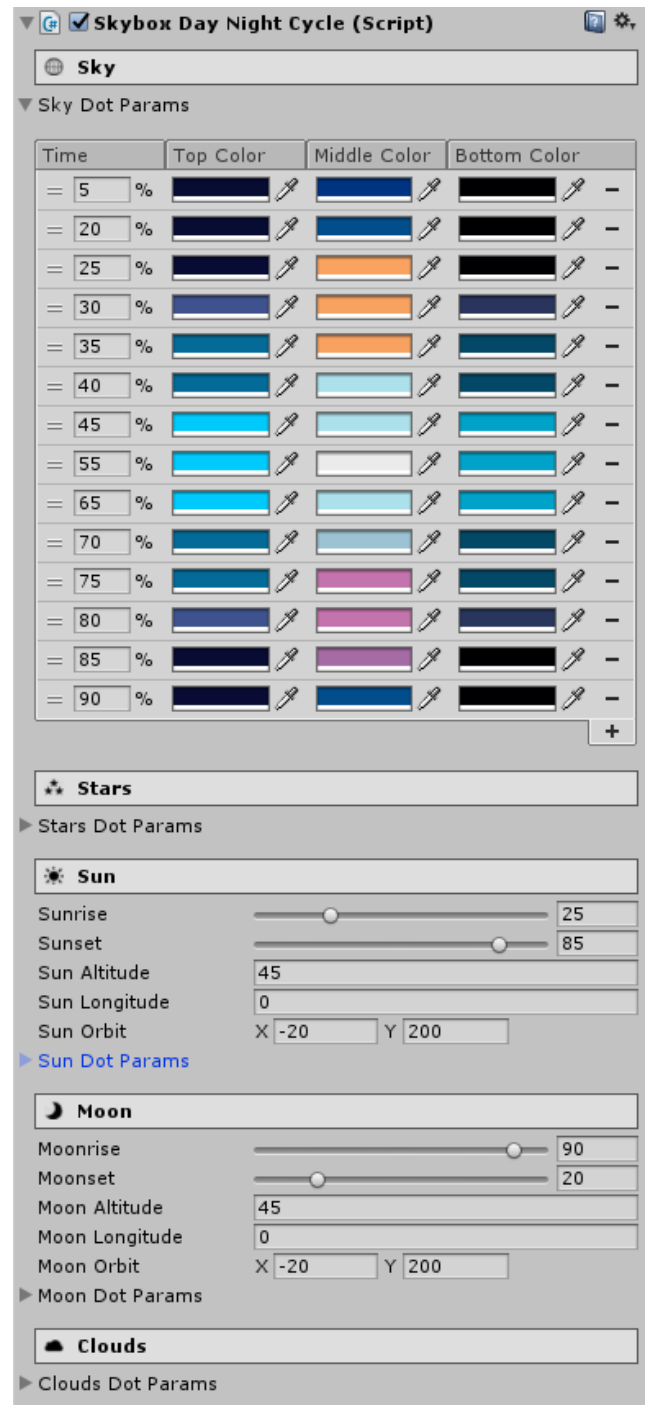 Skybox Day Night Cycle (Script)
Sky
Sky Dot Params
Time Top Color Middle Color Bottom Color
= 5 % −
= 20 % −
= 25 % −
= 30 % −
= 35 % −
= 40 % −
= 45 % −
= 55 % −
= 65 % −
= 70 % −
= 75 % −
= 80 % −
= 85 % −
= 90 % −
+
Stars
Stars Dot Params
Sun
Sunrise 25
Sunset 85
Sun Altitude 45
Sun Longitude 0
Sun Orbit X -20 Y 200
Sun Dot Params
Moon
Moonrise 90
Moonset 20
Moon Altitude 45
Moon Longitude 0
Moon Orbit X -20 Y 200
Moon Dot Params
Clouds
Clouds Dot Params